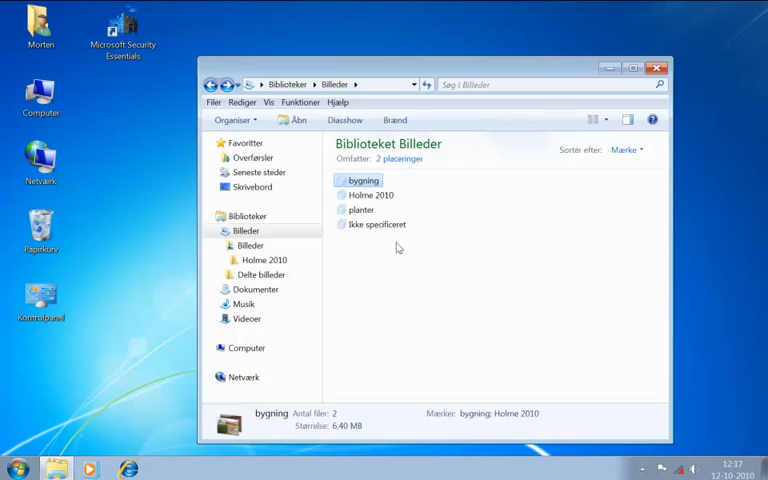 Morten
Microsoft Security
Essentials
Computer
Netværk
Papirkurv
Kontrolpanel
Biblioteker
Billeder
Søg i Billeder
Filer
Rediger
Vis
Funktioner
Hjælp
Organiser
Åbn
Diasshow
Brænd
Favoritter
Overførsler
Seneste steder
Skrivebord
Biblioteker
Billeder
Billeder
Holme 2010
Delte billeder
Dokumenter
Musik
Videoer
Computer
Netværk
Biblioteket Billeder
Omfatter: 2 placeringer
Sortér efter: Mærke
bygning
Holme 2010
planter
Ikke specificeret
bygning Antal filer: 2
Størrelse: 6,40 MB
Mærker: bygning; Holme 2010
12:17
12-10-2010